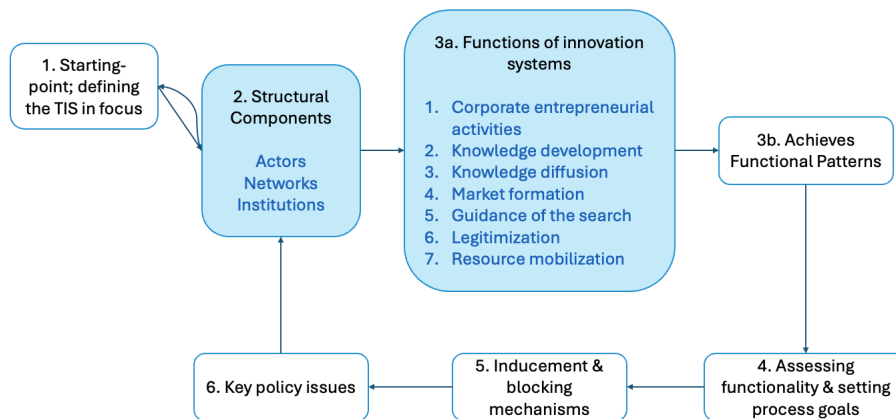 1. Starting-
point; defining
the TIS in focus
2. Structural
Components
Actors
Networks
Institutions
3a. Functions of innovation
systems
1. Corporate entrepreneurial
activities
2. Knowledge development
3. Knowledge diffusion
4. Market formation
5. Guidance of the search
6. Legitimization
7. Resource mobilization
3b. Achieves
Functional Patterns
4. Assessing
functionality & setting
process goals
5. Inducement &
blocking
mechanisms
6. Key policy issues